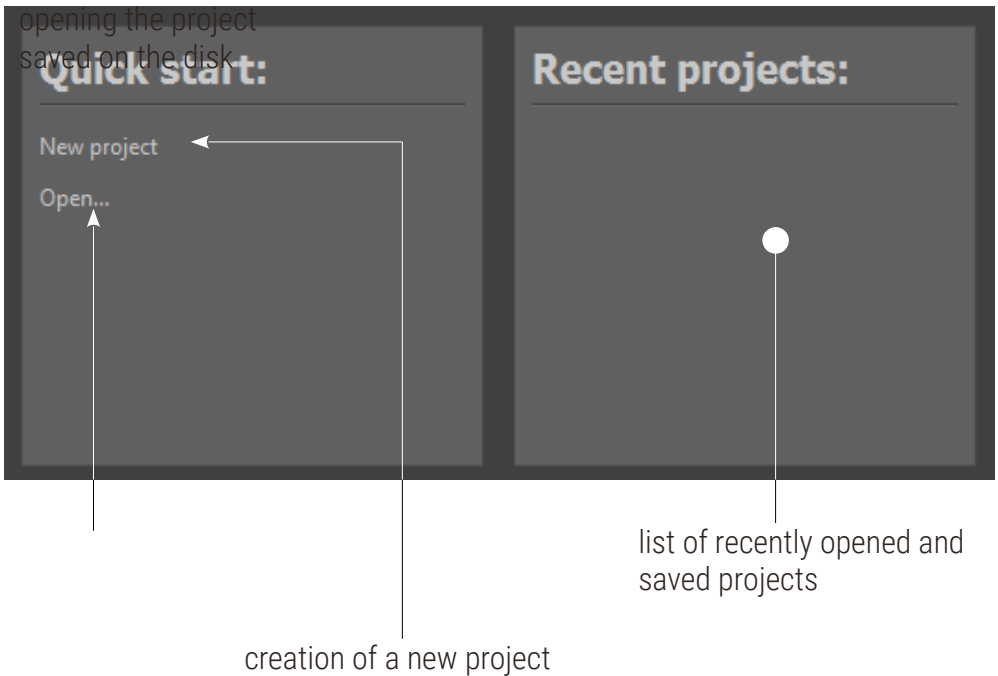 opening the project
saved on the disk
Quick start:
New project
Open...
Recent projects:
list of recently opened and
saved projects
creation of a new project